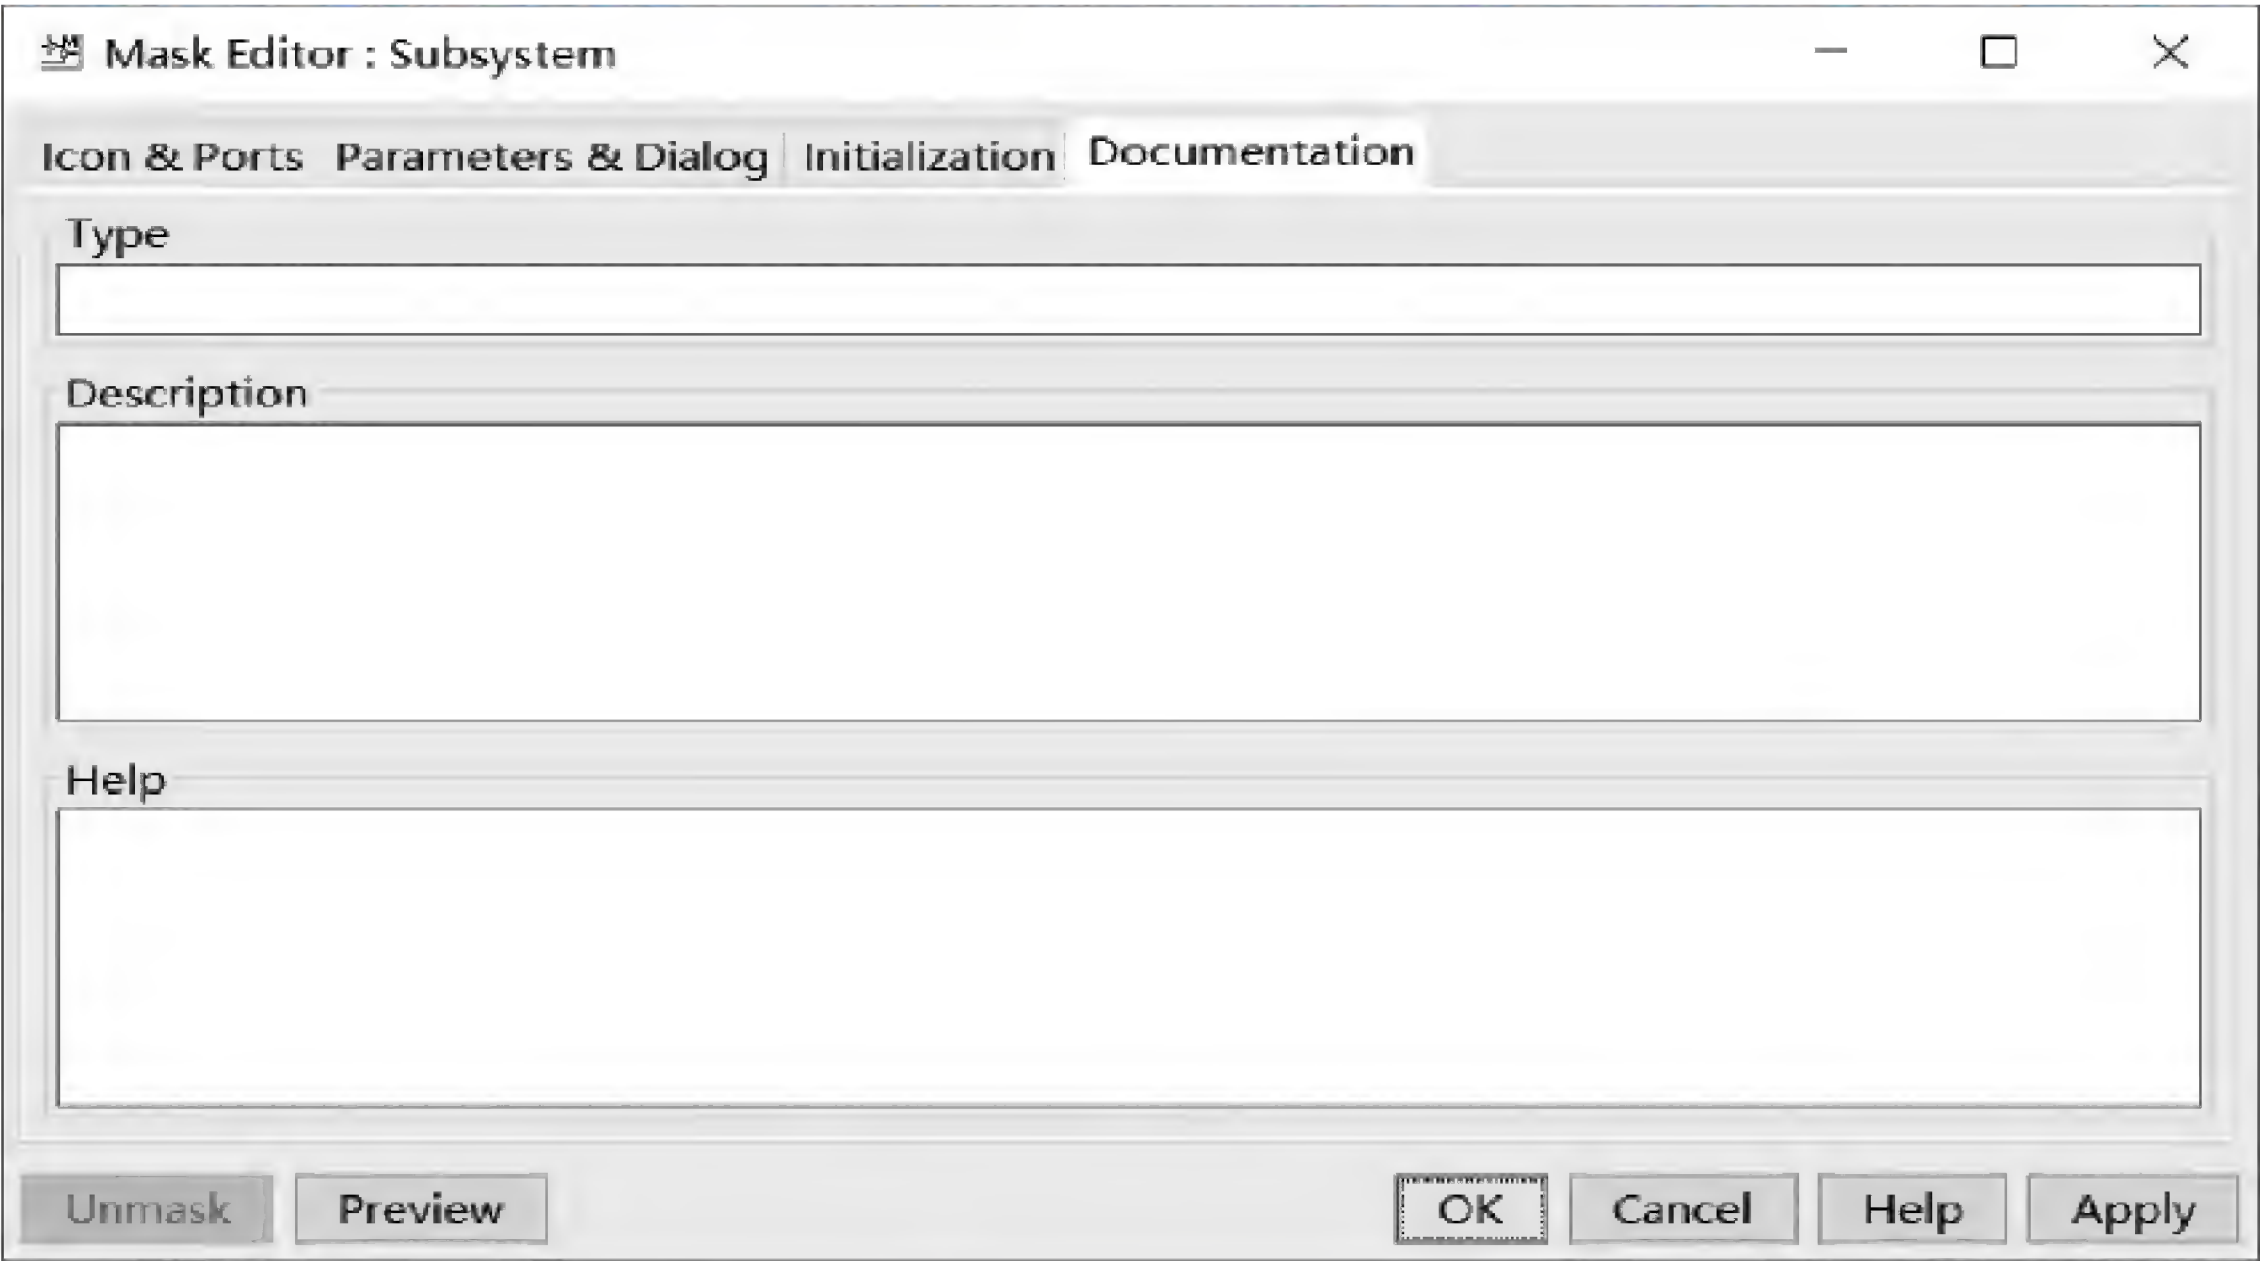 Mask Editor : Subsystem
Icon & Ports Parameters & Dialog Initialization Documentation
Type
Description
Help
Unmask Preview OK Cancel Help Apply